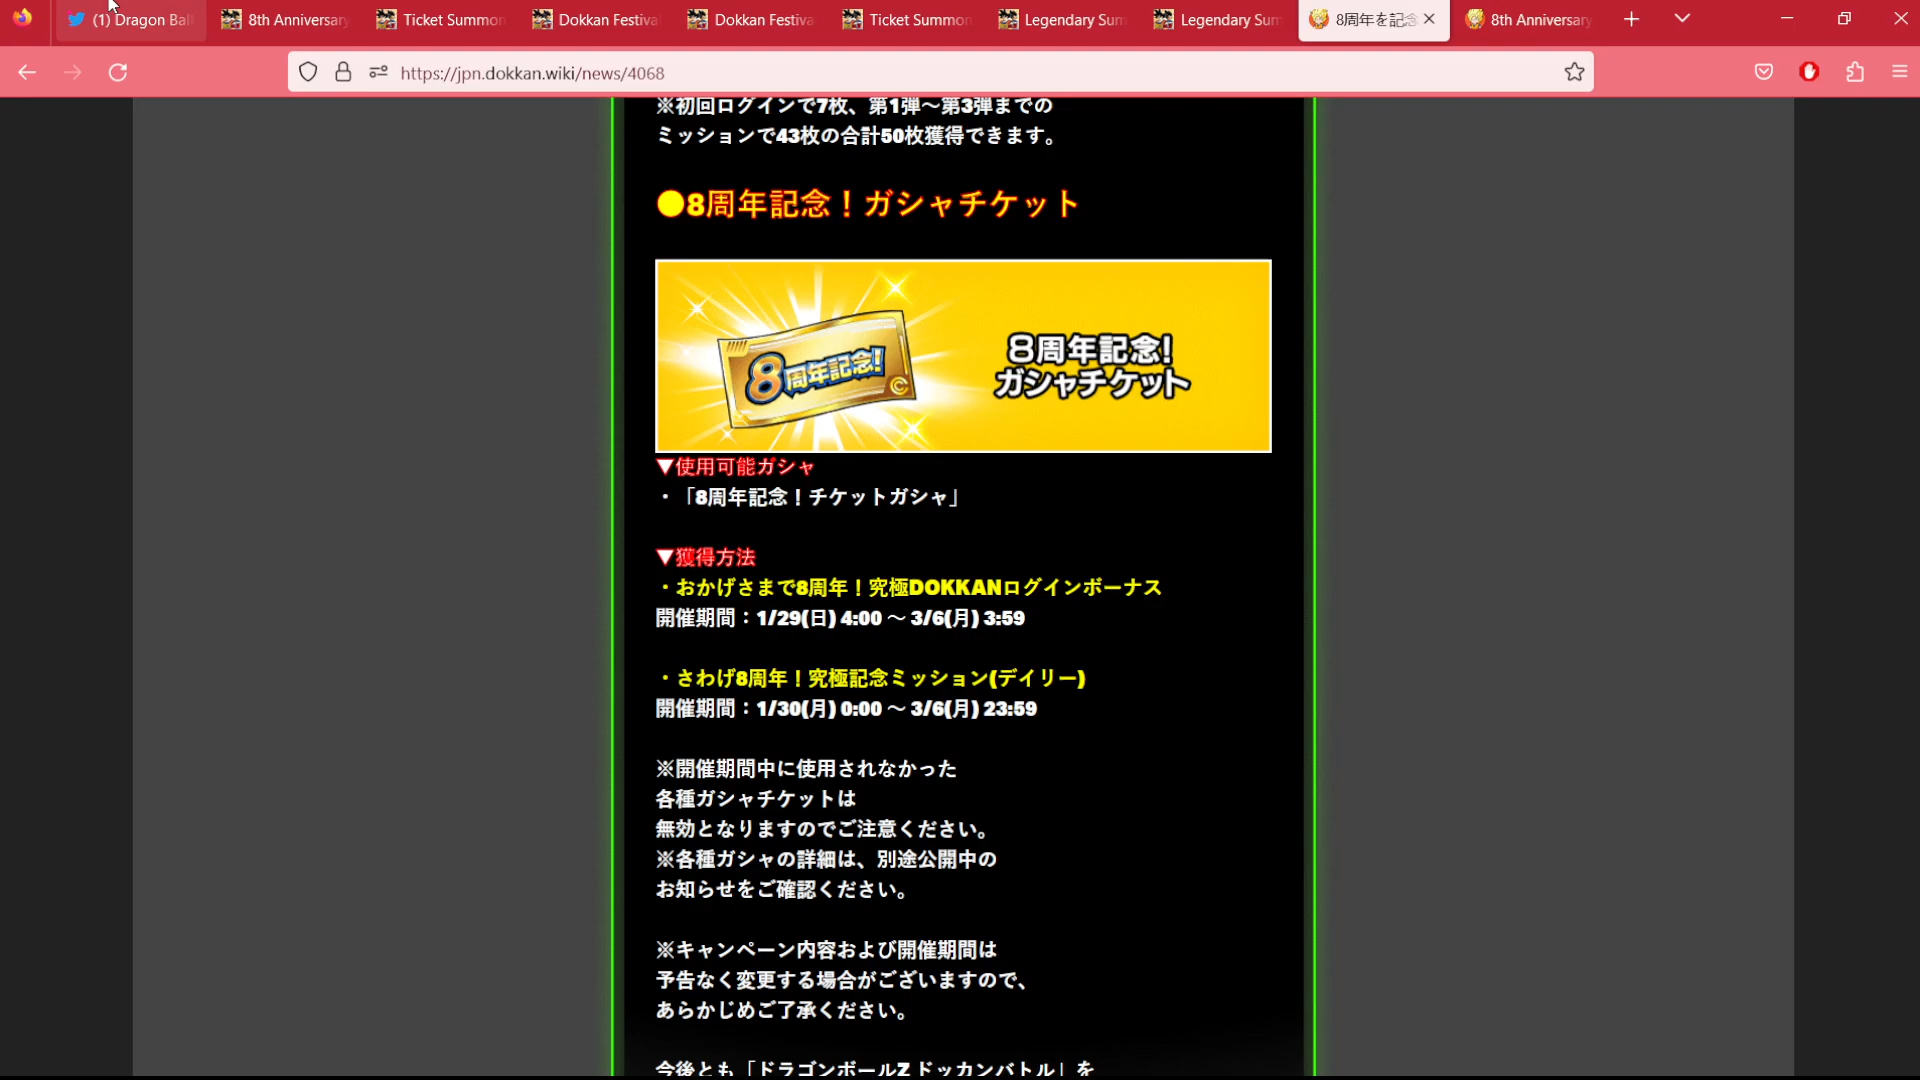 (1) Dragon Ball
8th Anniversary
Ticket Summon
Dokkan Festival
Dokkan Festiva
Ticket Summon
Legendary Sum
Legendary Sum
8周年を記念
8th Anniversary
https://jpn.dokkan.wiki/news/4068
※初回ログインで7枚、第1弾～第3弾までの
ミッションで43枚の合計50枚獲得できます。
●8周年記念！ガシャチケット
8周年記念!
8周年記念!
ガシャチケット
▼使用可能ガシャ
・「8周年記念！チケットガシャ」
▼獲得方法
・おかげさまで8周年！究極DOKKANログインボーナス
開催期間：1/29(日) 4:00 ～ 3/6(月) 3:59
・さわげ8周年！究極記念ミッション(デイリー)
開催期間：1/30(月) 0:00 ～ 3/6(月) 23:59
※開催期間中に使用されなかった
各種ガシャチケットは
無効となりますのでご注意ください。
※各種ガシャの詳細は、別途公開中の
お知らせをご確認ください。
※キャンペーン内容および開催期間は
予告なく変更する場合がございますので、
あらかじめご了承ください。
今後とも「ドラゴンボールZ ドッカンバトル」を